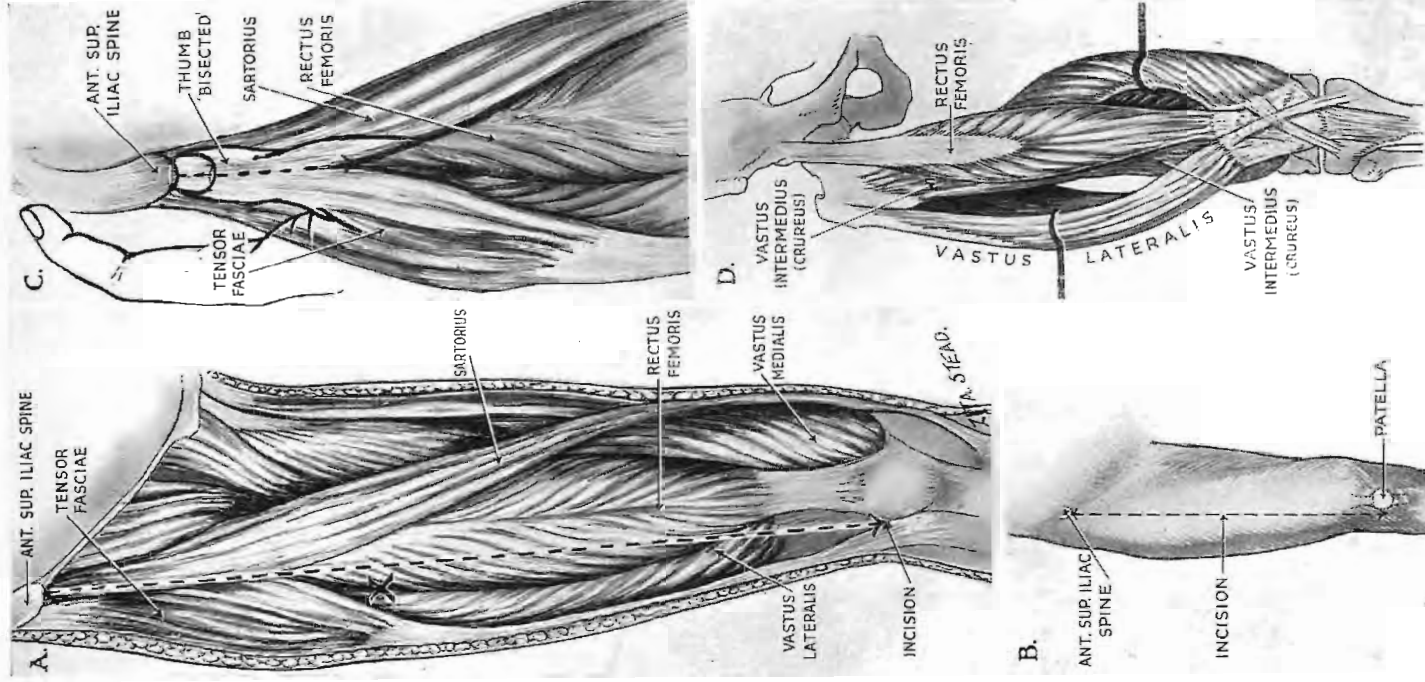 A.
ANT. SUP. ILIAC SPINE
TENSOR
FASCIAE
SARTORIUS
RECTUS
FEMORIS
VASTUS
MEDIALIS
VASTUS
LATERALIS
INCISION
STEAD.
B.
ANT. SUP. ILIAC
SPINE
INCISION
PATELLA
C.
ANT. SUP.
ILIAC SPINE
THUMB
'BISECTED'
SARTORIUS
RECTUS
FEMORIS
TENSOR
FASCIAE
D.
RECTUS
FEMORIS
VASTUS
INTERMEDIUS
(CRUREUS)
VASTUS LATERALIS
VASTUS
INTERMEDIUS
(CRUREUS)